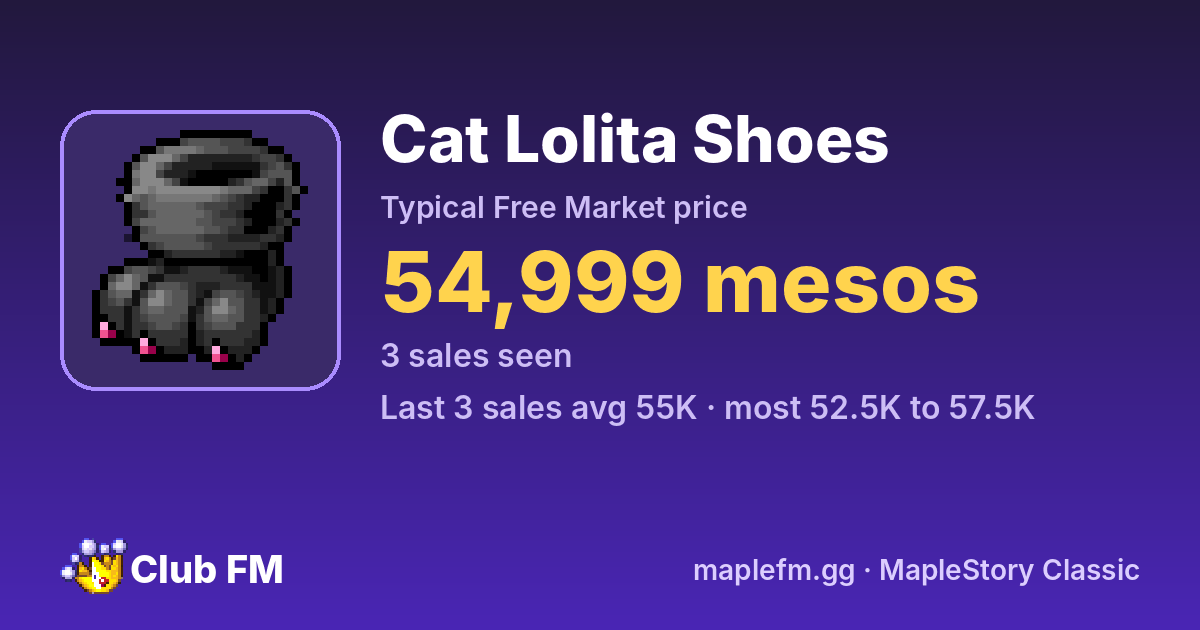 Cat Lolita Shoes
Typical Free Market price
54,999 mesos
3 sales seen
Last 3 sales avg 55K · most 52.5K to 57.5K
Club FM
maplefm.gg · MapleStory Classic